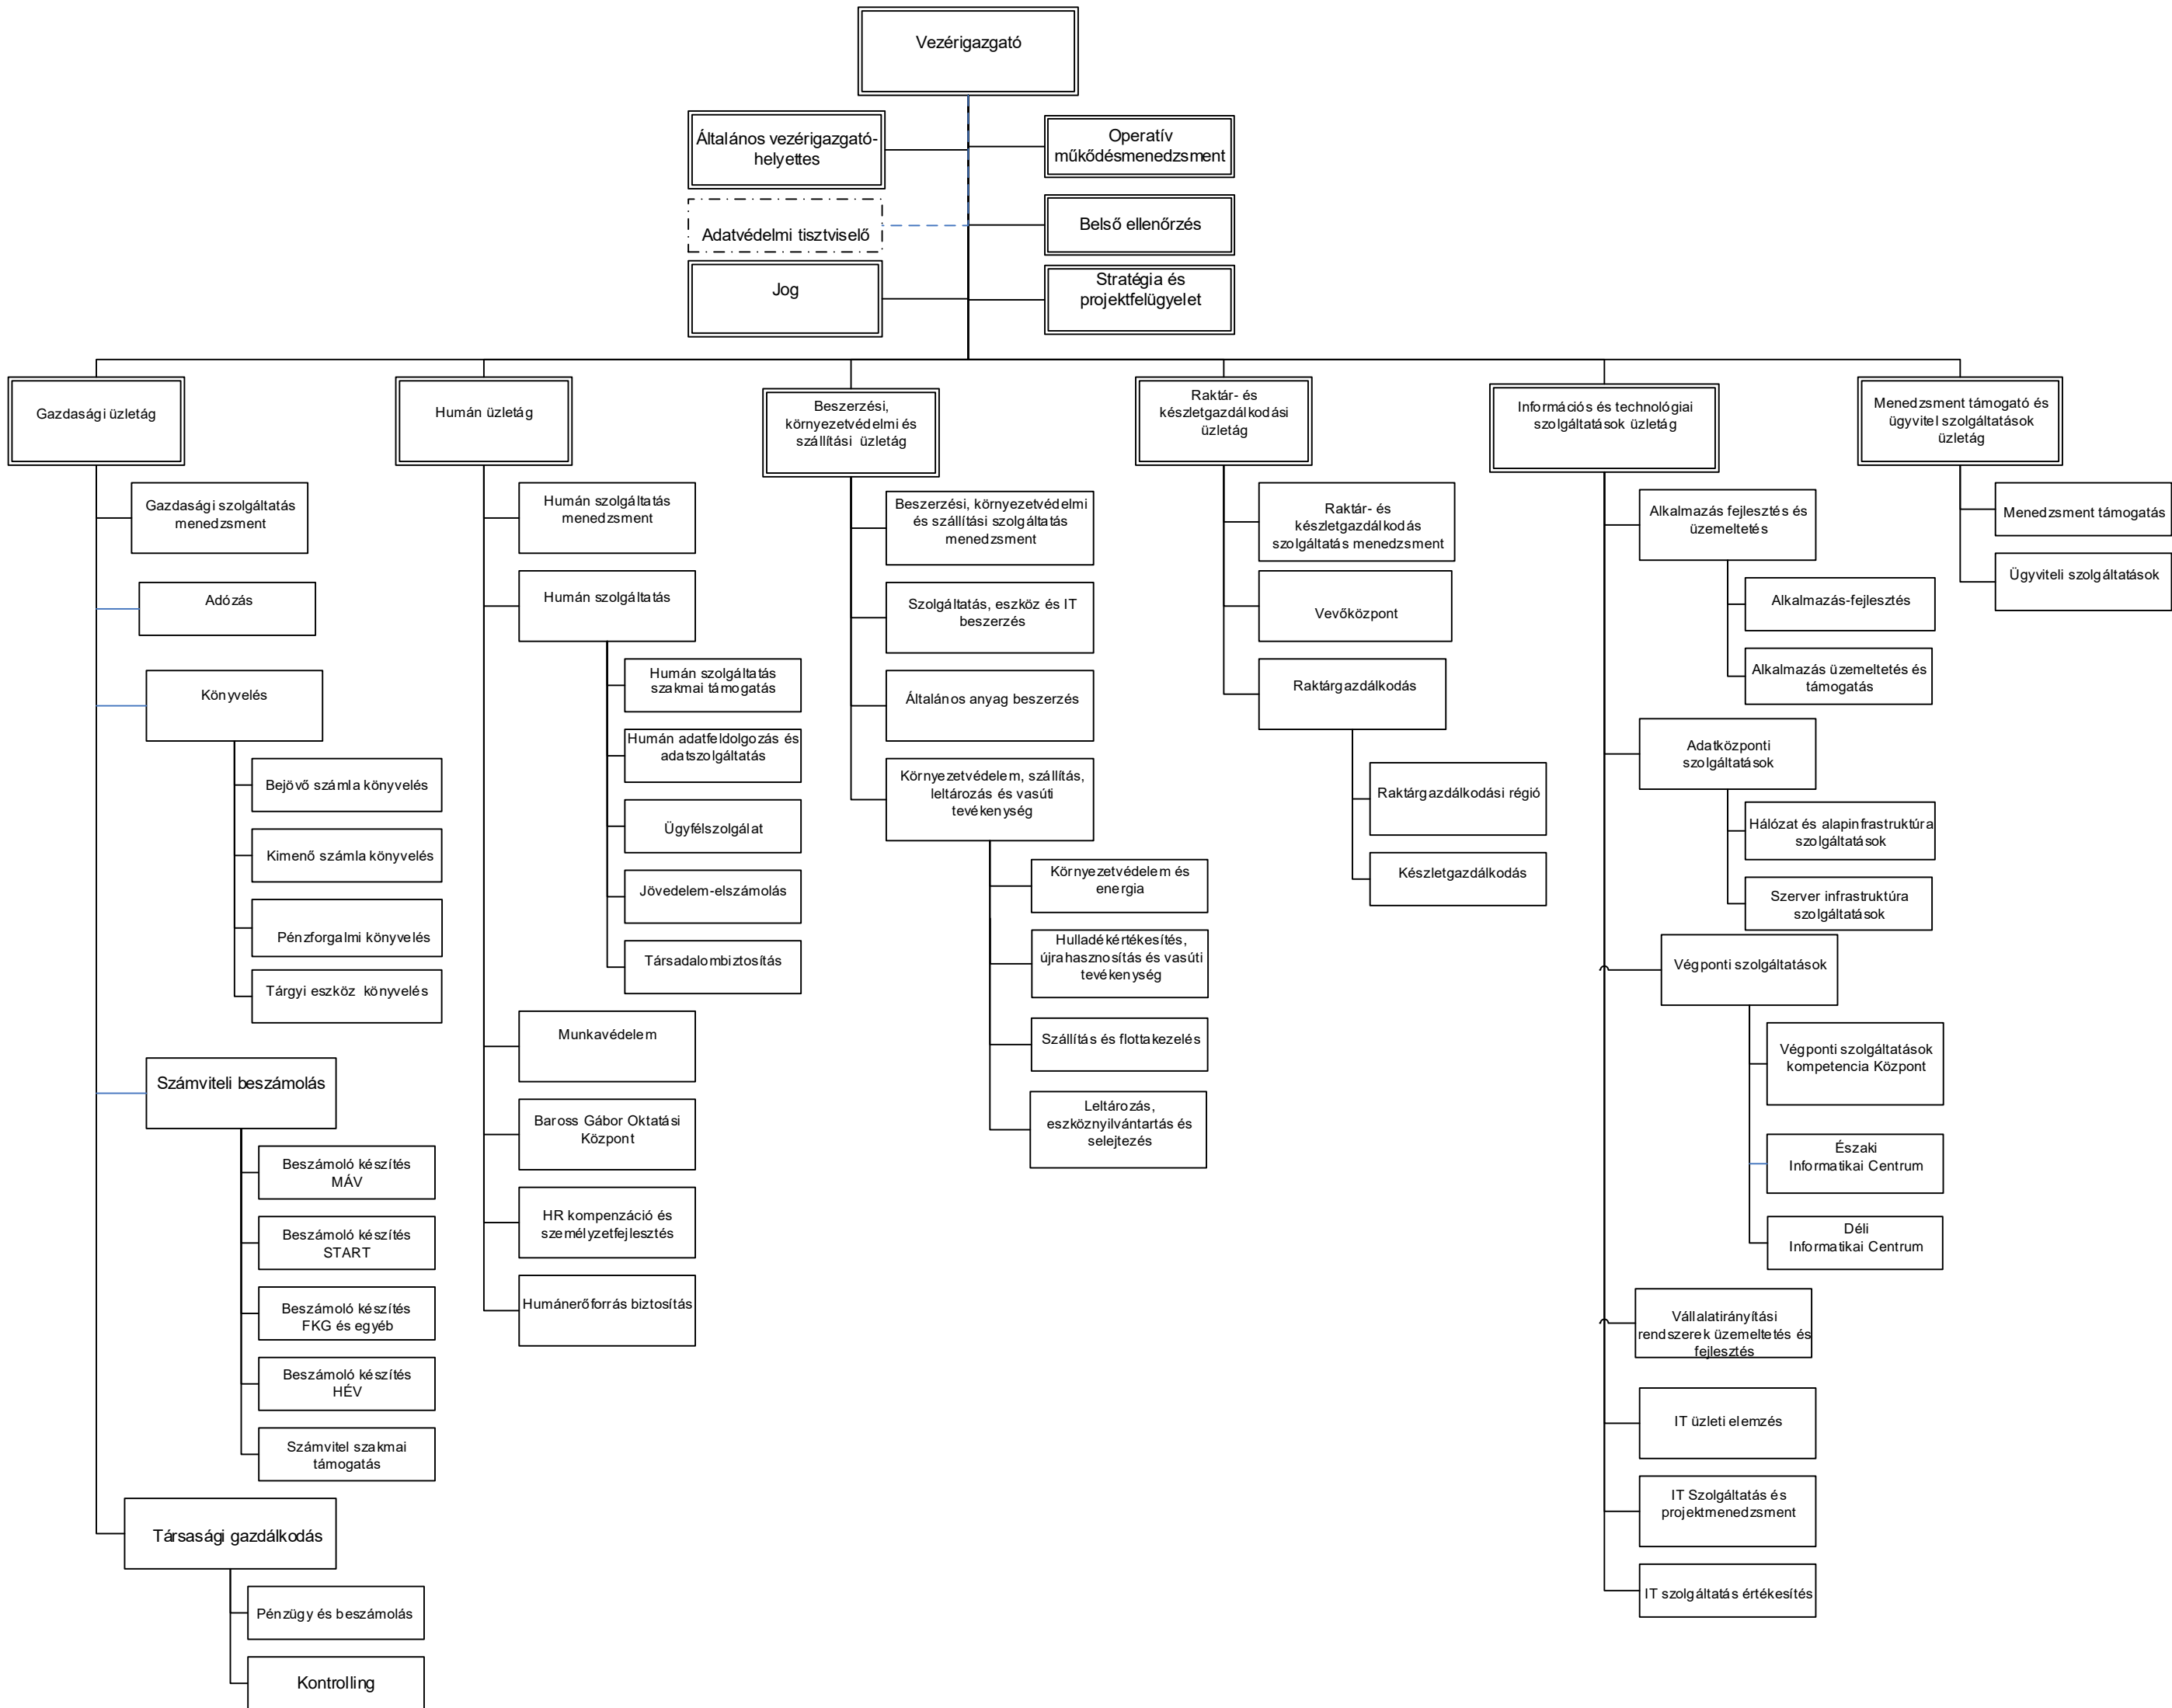 Vezérigazgató
Általános vezérigazgató-
helyettes
Operatív
működésmenedzsment
Adatvédelmi tisztviselő
Belső ellenőrzés
Jog
Stratégia és
projektfelügyelet
Gazdasági üzletág
Gazdasági szolgáltatás
menedzsment
Adózás
Könyvelés
Bejövő számla könyvelés
Kimenő számla könyvelés
Pénzforgalmi könyvelés
Tárgyi eszköz könyvelés
Számviteli beszámolás
Beszámoló készítés
MÁV
Beszámoló készítés
START
Beszámoló készítés
FKG és egyéb
Beszámoló készítés
HÉV
Számvitel szakmai
támogatás
Társasági gazdálkodás
Pénzügy és beszámolás
Kontrolling
Humán üzletág
Humán szolgáltatás
menedzsment
Humán szolgáltatás
Humán szolgáltatás
szakmai támogatás
Humán adatfeldolgozás és
adatszolgáltatás
Ügyfélszolgálat
Jövedelem-elszámolás
Társadalombiztosítás
Munkavédelem
Baross Gábor Oktatási
Központ
HR kompenzáció és
személyzetfejlesztés
Humánerőforrás biztosítás
Beszerzési,
környezetvédelmi és
szállítási üzletág
Beszerzési, környezetvédelmi
és szállítási szolgáltatás
menedzsment
Szolgáltatás, eszköz és IT
beszerzés
Általános anyag beszerzés
Környezetvédelem, szállítás,
leltározás és vasúti
tevékenység
Környezetvédelem és
energia
Hulladékértékesítés,
újrahasznosítás és vasúti
tevékenység
Szállítás és flottakezelés
Leltározás,
eszköznyilvántartás és
selejtezés
Raktár- és
készletgazdálkodási
üzletág
Raktár- és
készletgazdálkodás
szolgáltatás menedzsment
Vevőközpont
Raktárgazdálkodás
Raktárgazdálkodási régió
Készletgazdálkodás
Információs és technológiai
szolgáltatások üzletág
Alkalmazás fejlesztés és
üzemeltetés
Alkalmazás-fejlesztés
Alkalmazás üzemeltetés és
támogatás
Adatközponti
szolgáltatások
Hálózat és alapinfrastruktúra
szolgáltatások
Szerver infrastruktúra
szolgáltatások
Végponti szolgáltatások
Végponti szolgáltatások
kompetencia Központ
Északi
Informatikai Centrum
Déli
Informatikai Centrum
Vállalatirányítási
rendszerek üzemeltetés és
fejlesztés
IT üzleti elemzés
IT Szolgáltatás és
projektmenedzsment
IT szolgáltatás értékesítés
Menedzsment támogató és
ügyvitel szolgáltatások
üzletág
Menedzsment támogatás
Ügyviteli szolgáltatások